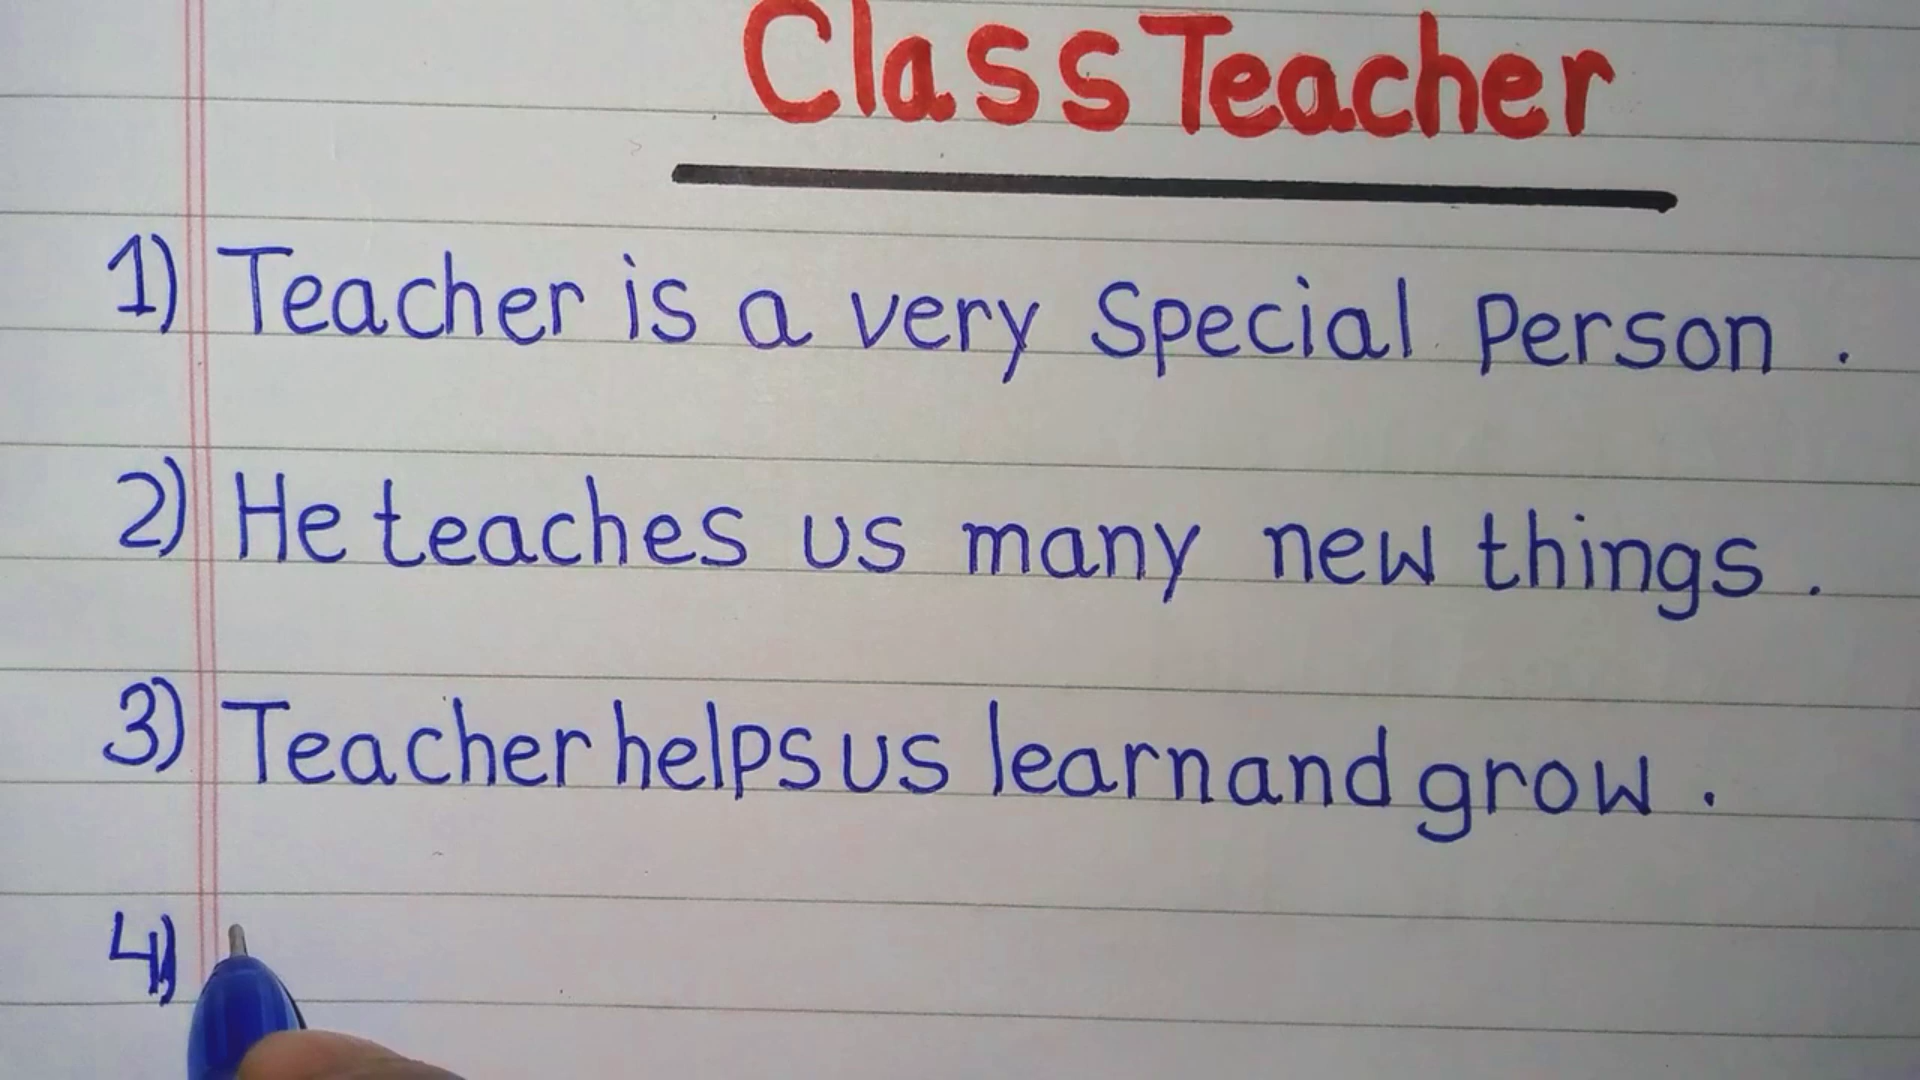 Class Teacher
1) Teacher is a very Special Person .
2) He teaches us many new things .
3) Teacher helps us learn and grow .
4)